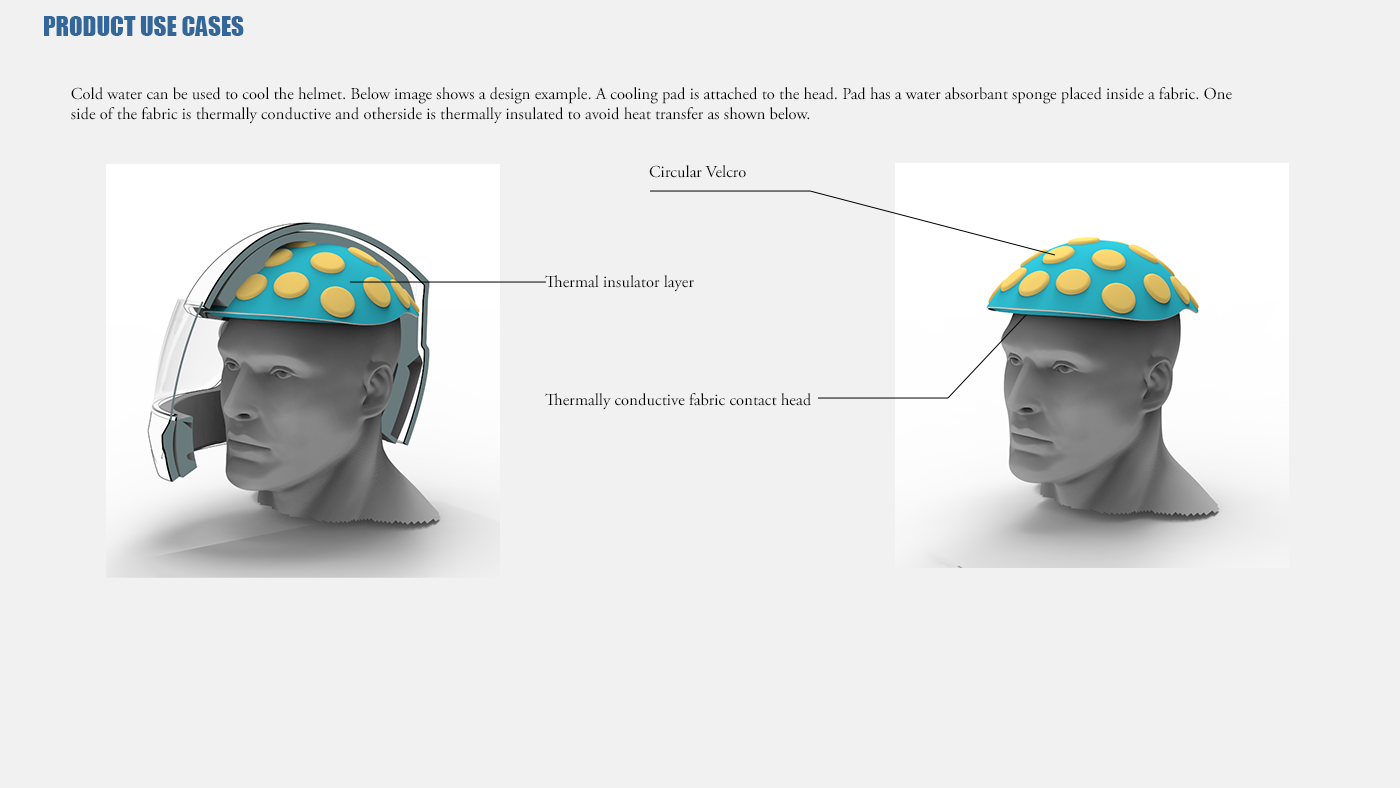 PRODUCT USE CASES
Cold water can be used to cool the helmet. Below image shows a design example. A cooling pad is attached to the head. Pad has a water absorbant sponge placed inside a fabric. One
side of the fabric is thermally conductive and otherside is thermally insulated to avoid heat transfer as shown below.
Circular Velcro
Thermal insulator layer
Thermally conductive fabric contact head